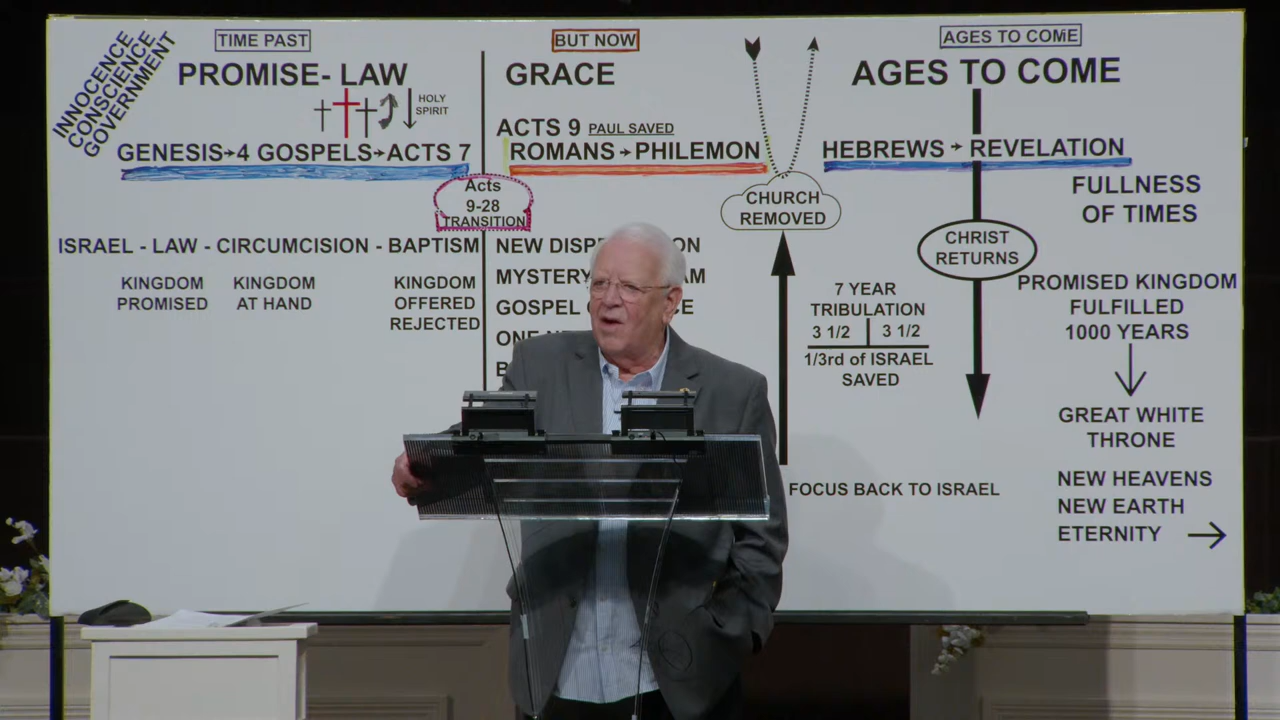 INNOCENCE
CONSCIENCE
GOVERNMENT
TIME PAST
PROMISE- LAW
HOLY
SPIRIT
GENESIS→4 GOSPELS→ACTS 7
Acts
9-28
TRANSITION
ISRAEL - LAW - CIRCUMCISION - BAPTISM
KINGDOM
PROMISED
KINGDOM
AT HAND
KINGDOM
OFFERED
REJECTED
BUT NOW
GRACE
ACTS 9 PAUL SAVED
ROMANS→PHILEMON
NEW
MYSTERY
GOSPEL
CHURCH
REMOVED
AGES TO COME
AGES TO COME
HEBREWS→REVELATION
FULLNESS
OF TIMES
CHRIST
RETURNS
7 YEAR
TRIBULATION
3 1/2 3 1/2
1/3rd of ISRAEL
SAVED
PROMISED KINGDOM
FULFILLED
1000 YEARS
GREAT WHITE
THRONE
FOCUS BACK TO ISRAEL
NEW HEAVENS
NEW EARTH
ETERNITY →